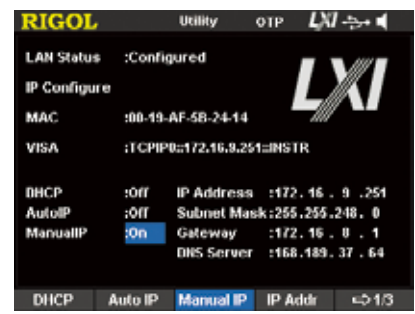 RIGOL Utility OTP LXI
LAN Status :Configured
IP Configure
LXI
MAC :00-19-AF-5B-24-14
VISA :TCPIP0::172.16.9.251::INSTR
DHCP :Off IP Address :172. 16 . 9 .251
AutoIP :Off Subnet Mask:255.255.248. 0
ManualIP :On Gateway :172. 16 . 8 . 1
DNS Server :168.189. 37 . 64
DHCP Auto IP Manual IP IP Addr 1/3